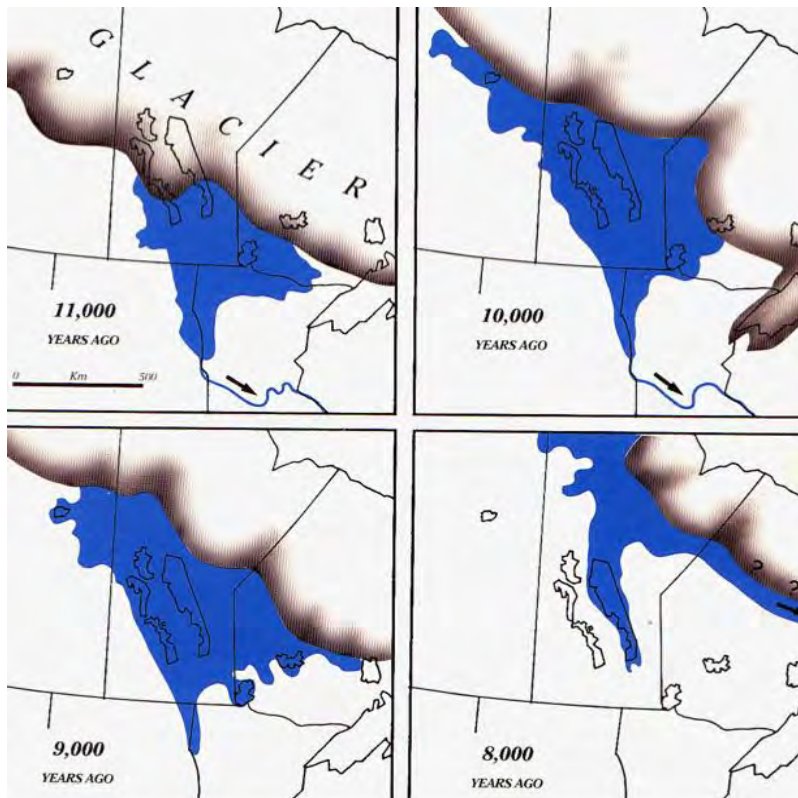 GLACIER
11,000
YEARS AGO
0 Km 500
10,000
YEARS AGO
9,000
YEARS AGO
8,000
YEARS AGO
? ?